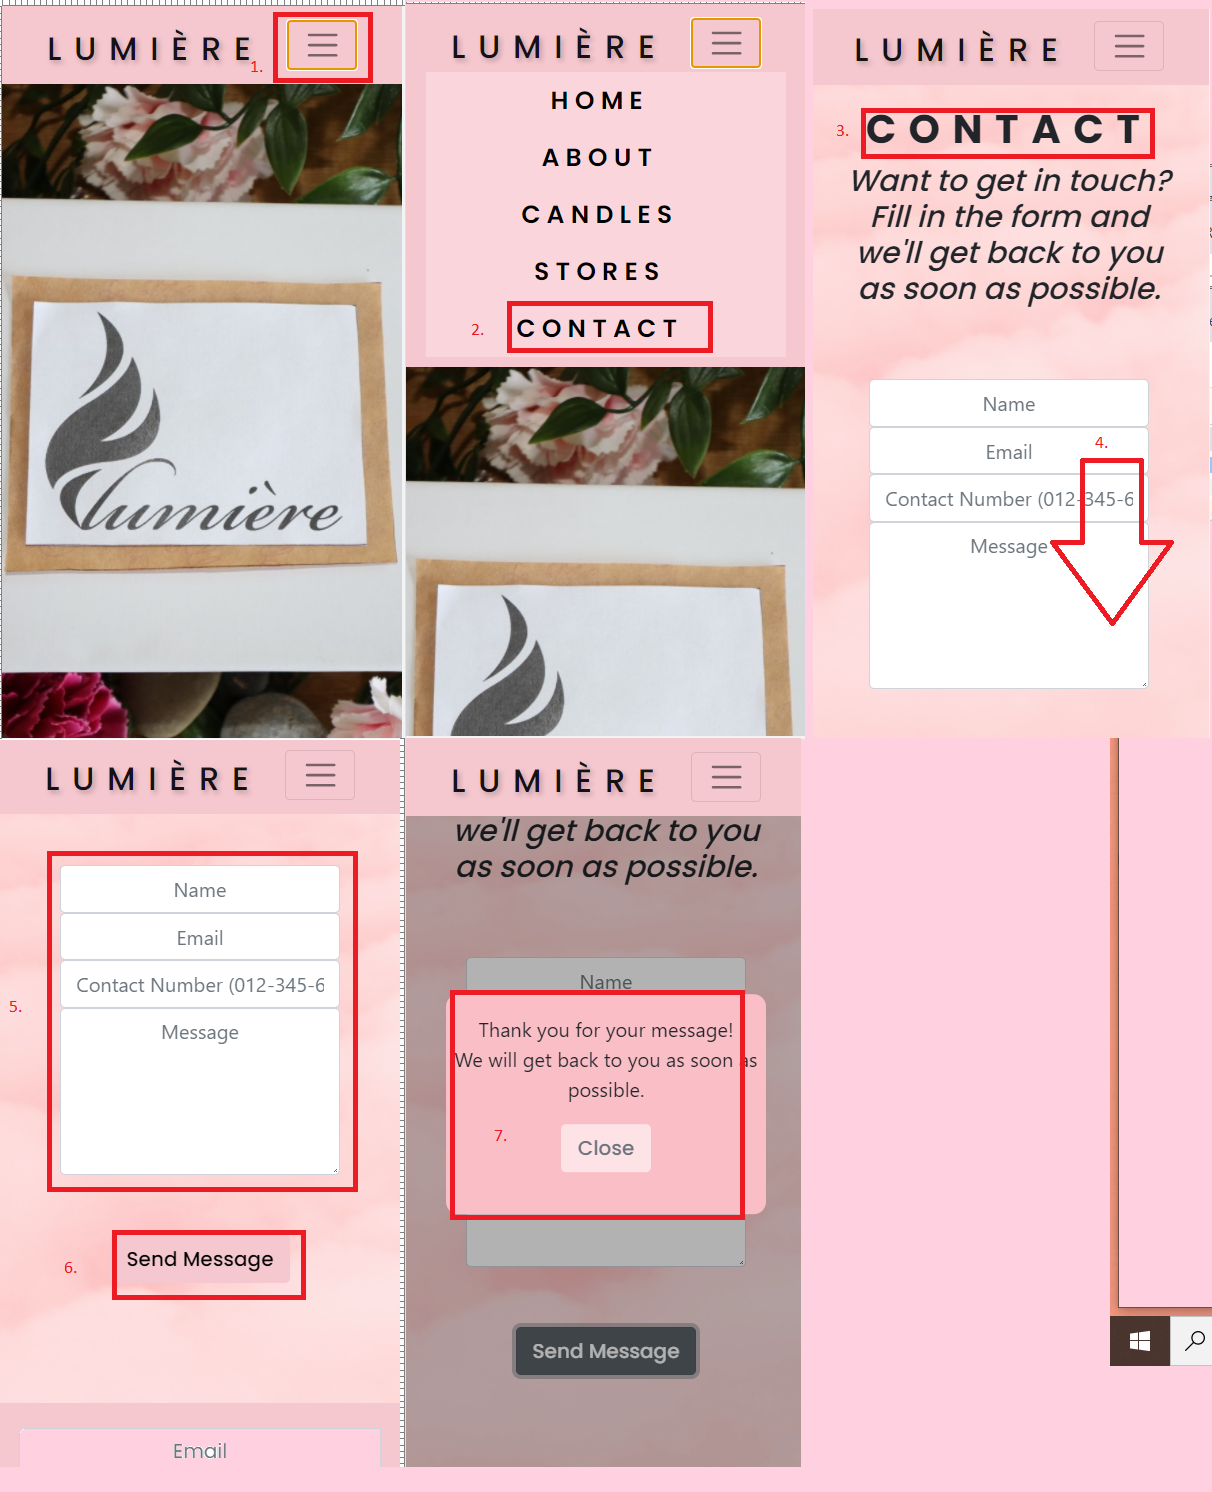 LUMIÈRE
1.
lumière
LUMIÈRE
HOME
ABOUT
CANDLES
STORES
2.
CONTACT
LUMIÈRE
3.
CONTACT
Want to get in touch?
Fill in the form and
we'll get back to you
as soon as possible.
Name
4.
Email
Contact Number (012-345-6
Message
LUMIÈRE
Name
Email
Contact Number (012-345-6
5.
Message
6.
Send Message
Email
LUMIÈRE
we'll get back to you
as soon as possible.
Name
Thank you for your message!
We will get back to you as soon as
possible.
7.
Close
Send Message